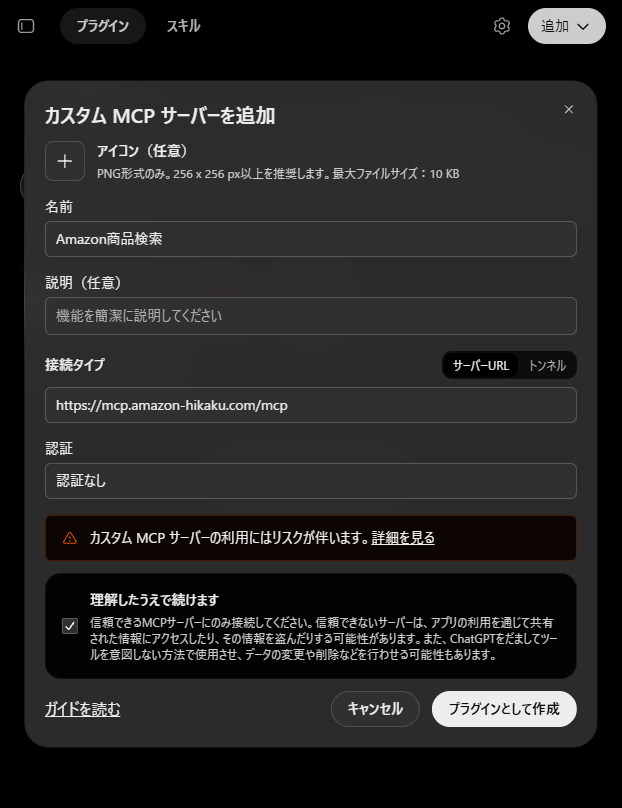 プラグイン
スキル
追加
カスタム MCP サーバーを追加
アイコン（任意）
PNG形式のみ。256 x 256 px以上を推奨します。最大ファイルサイズ：10 KB
名前
Amazon商品検索
説明（任意）
機能を簡潔に説明してください
接続タイプ
サーバーURL
トンネル
https://mcp.amazon-hikaku.com/mcp
認証
認証なし
カスタム MCP サーバーの利用にはリスクが伴います。詳細を見る
理解したうえで続けます
信頼できるMCPサーバーにのみ接続してください。信頼できないサーバーは、アプリの利用を通じて共有
された情報にアクセスしたり、その情報を盗んだりする可能性があります。また、ChatGPTをだましてツー
ルを意図しない方法で使用させ、データの変更や削除などを行わせる可能性もあります。
ガイドを読む
キャンセル
プラグインとして作成